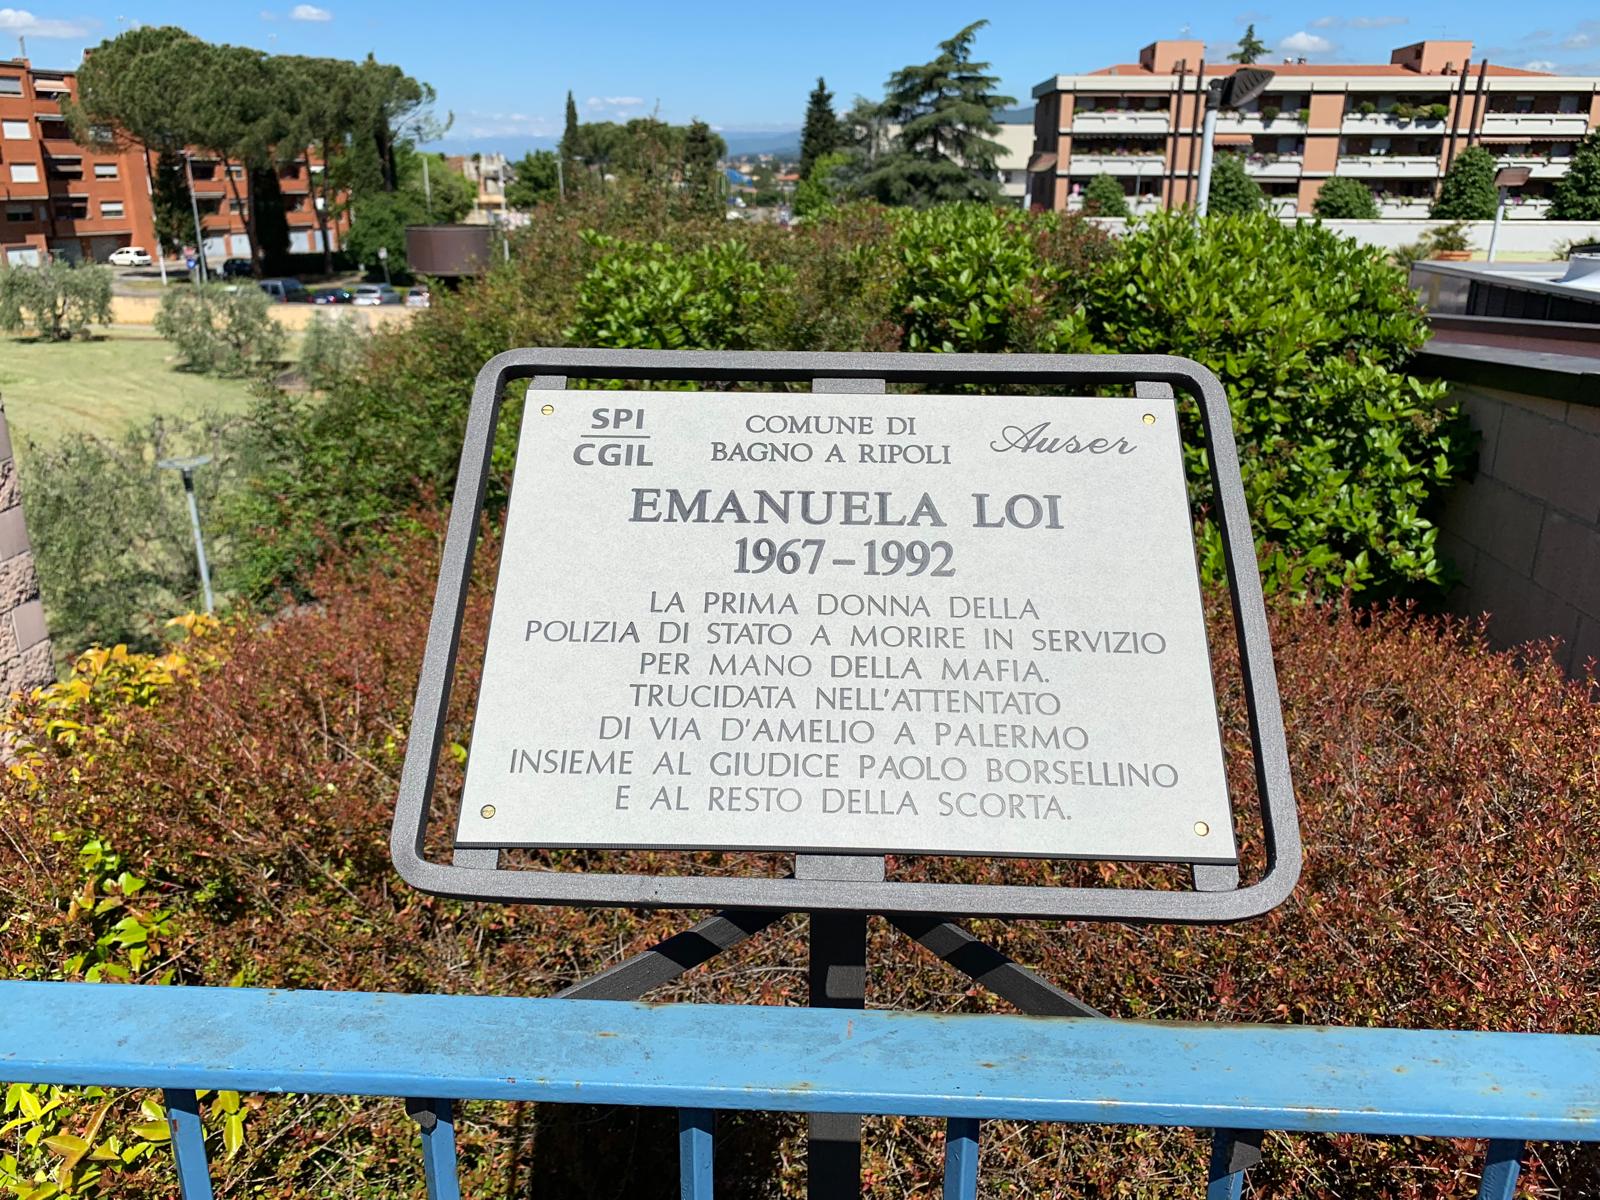 SPI
CGIL
COMUNE DI
BAGNO A RIPOLI
Auser
EMANUELA LOI
1967–1992
LA PRIMA DONNA DELLA
POLIZIA DI STATO A MORIRE IN SERVIZIO
PER MANO DELLA MAFIA.
TRUCIDATA NELL'ATTENTATO
DI VIA D'AMELIO A PALERMO
INSIEME AL GIUDICE PAOLO BORSELLINO
E AL RESTO DELLA SCORTA.